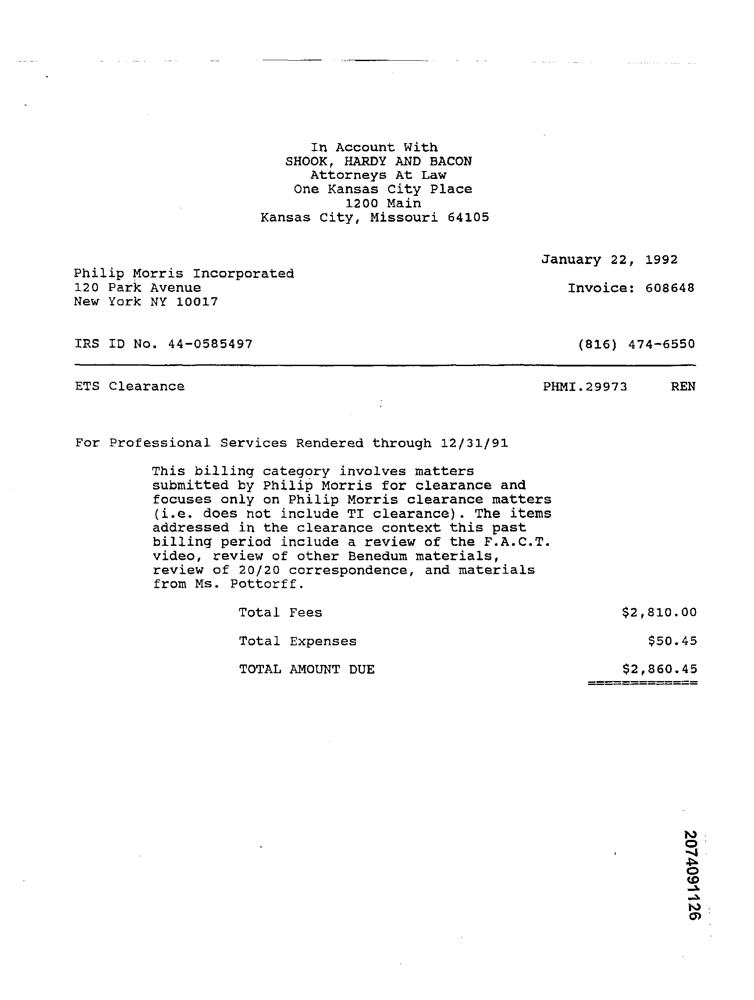 In Account With
SHOOK, HARDY AND BACON
Attorneys At Law
One Kansas City Place
1200 Main
Kansas City, Missouri 64105
January 22, 1992
Philip Morris Incorporated
120 Park Avenue
Invoice: 608648
New York NY 10017
IRS ID No. 44-0585497 (816) 474-6550
ETS Clearance PHMI.29973 REN
For Professional Services Rendered through 12/31/91
This billing category involves matters
submitted by Philip Morris for clearance and
focuses only on Philip Morris clearance matters
(i.e. does not include TI clearance). The items
addressed in the clearance context this past
billing period include a review of the F.A.C.T.
video, review of other Benedum materials,
review of 20/20 correspondence, and materials
from Ms. Pottorff.
Total Fees $2,810.00
Total Expenses $50.45
TOTAL AMOUNT DUE $2,860.45
=============
2074091126